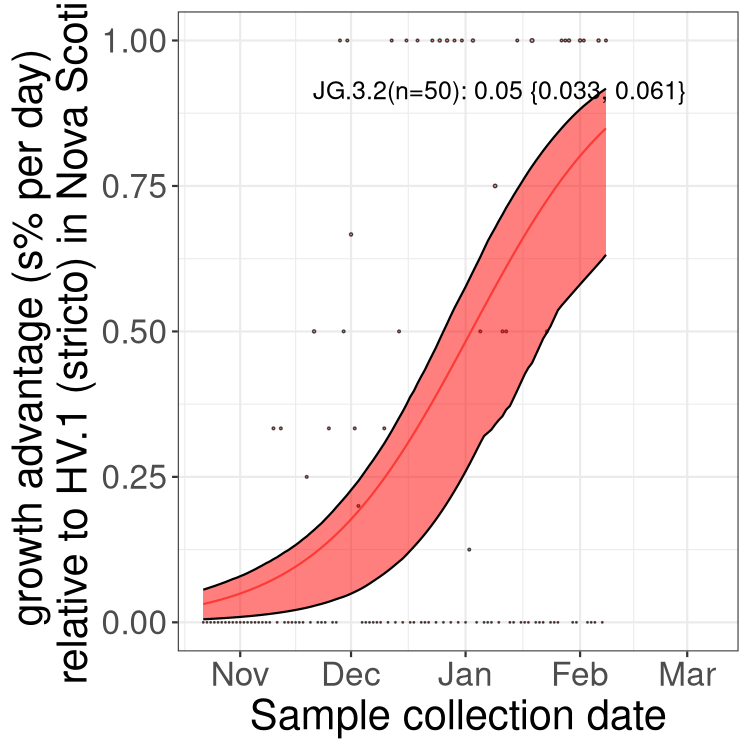 growth advantage (s% per day)
relative to HV.1 (stricto) in Nova Scoti
1.00
0.75
0.50
0.25
0.00
JG.3.2(n=50): 0.05 {0.033, 0.061}
Nov Dec Jan Feb Mar
Sample collection date